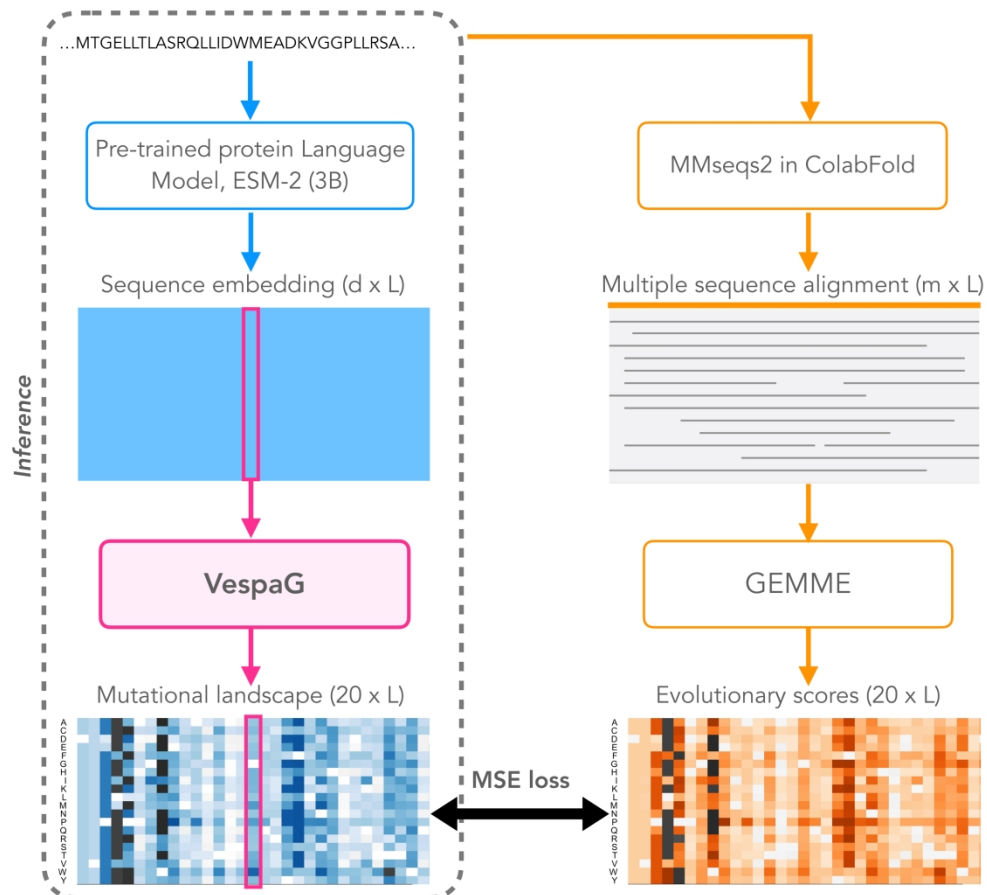 ...MTGELLTLASRQLLIDWMEADKVGGPLLRSA...
Pre-trained protein Language
Model, ESM-2 (3B)
MMseqs2 in ColabFold
Sequence embedding (d x L)
Multiple sequence alignment (m x L)
Inference
VespaG
GEMME
Mutational landscape (20 x L)
Evolutionary scores (20 x L)
A
C
D
E
F
G
H
I
K
L
M
N
P
Q
R
S
T
V
W
Y
MSE loss
A
C
D
E
F
G
H
I
K
L
M
N
P
Q
R
S
T
V
W
Y